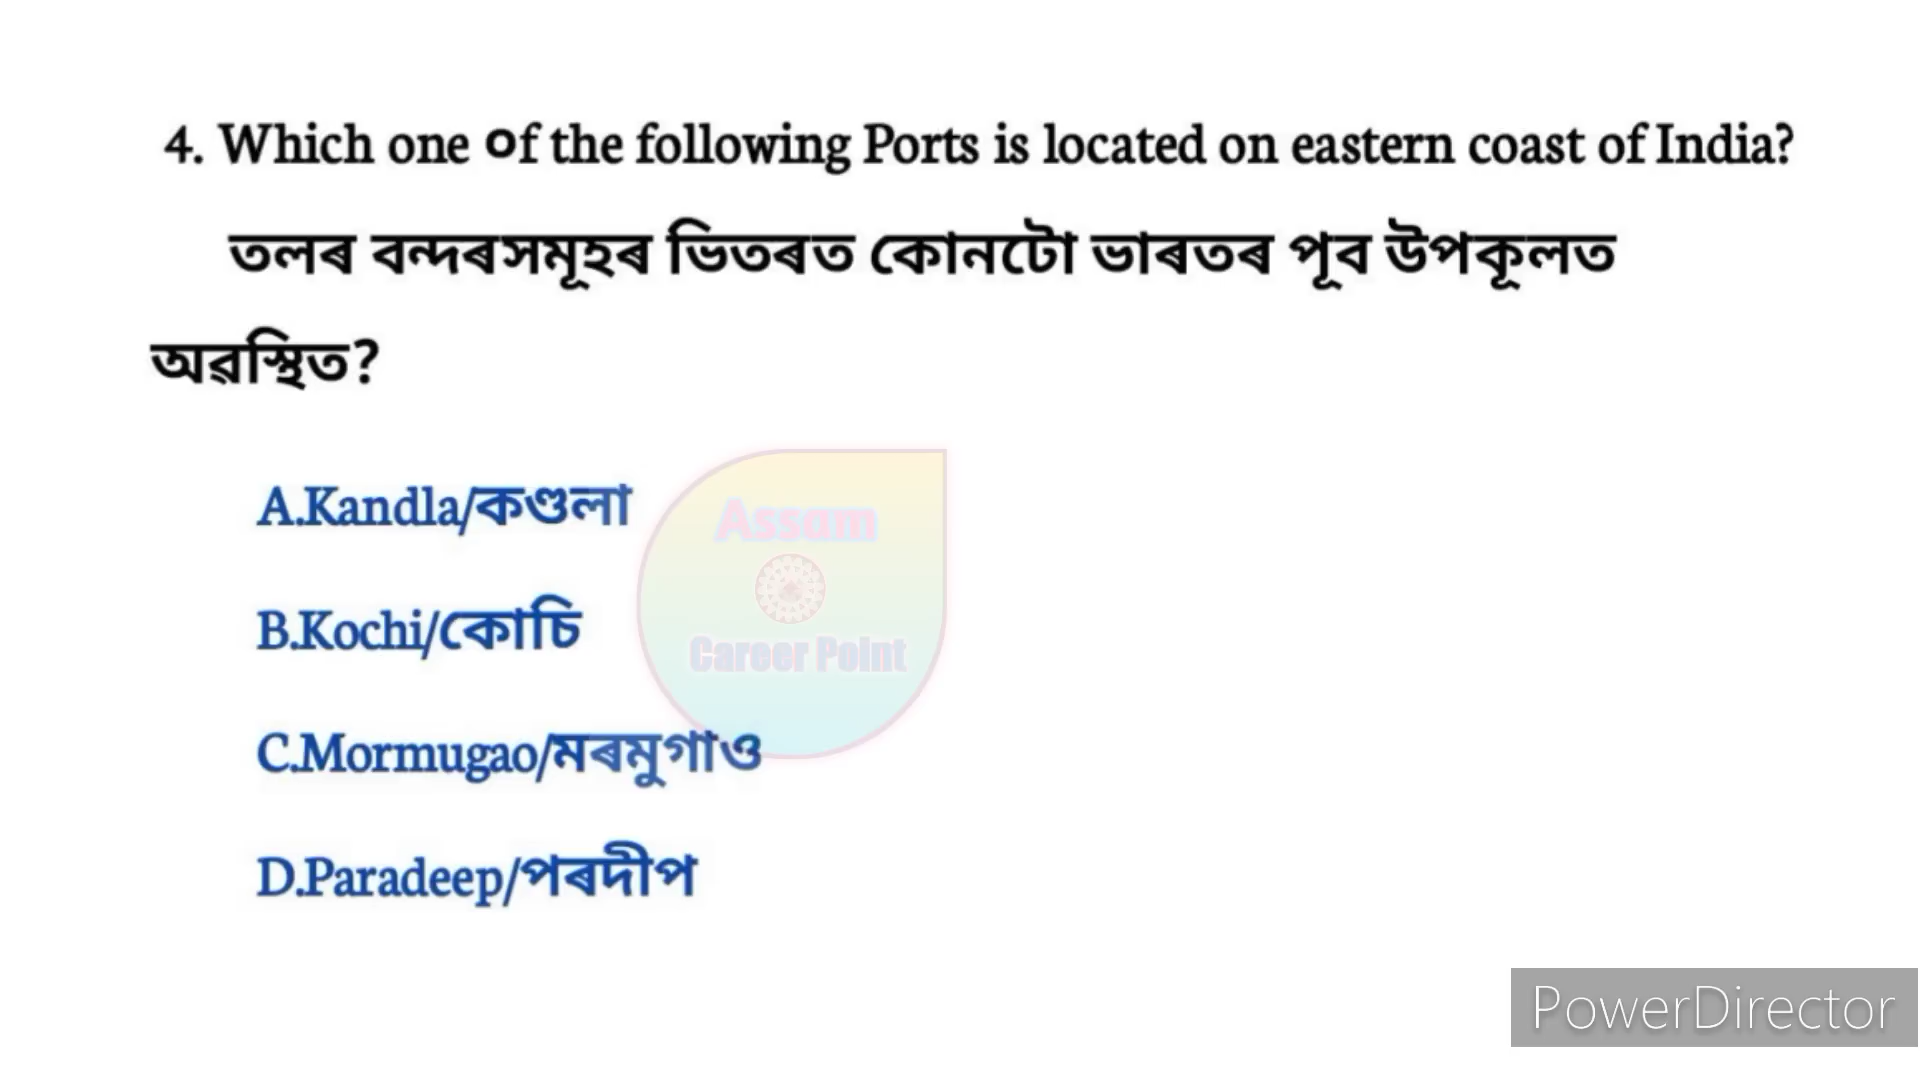 4. Which one of the following Ports is located on eastern coast of India?
তলৰ বন্দৰসমূহৰ ভিতৰত কোনটো ভাৰতৰ পূব উপকূলত
অৱস্থিত?
A.Kandla/কণ্ডলা
Assam
B.Kochi/কোচি
Career Point
C.Mormugao/মৰমুগাও
D.Paradeep/পৰদীপ
PowerDirector